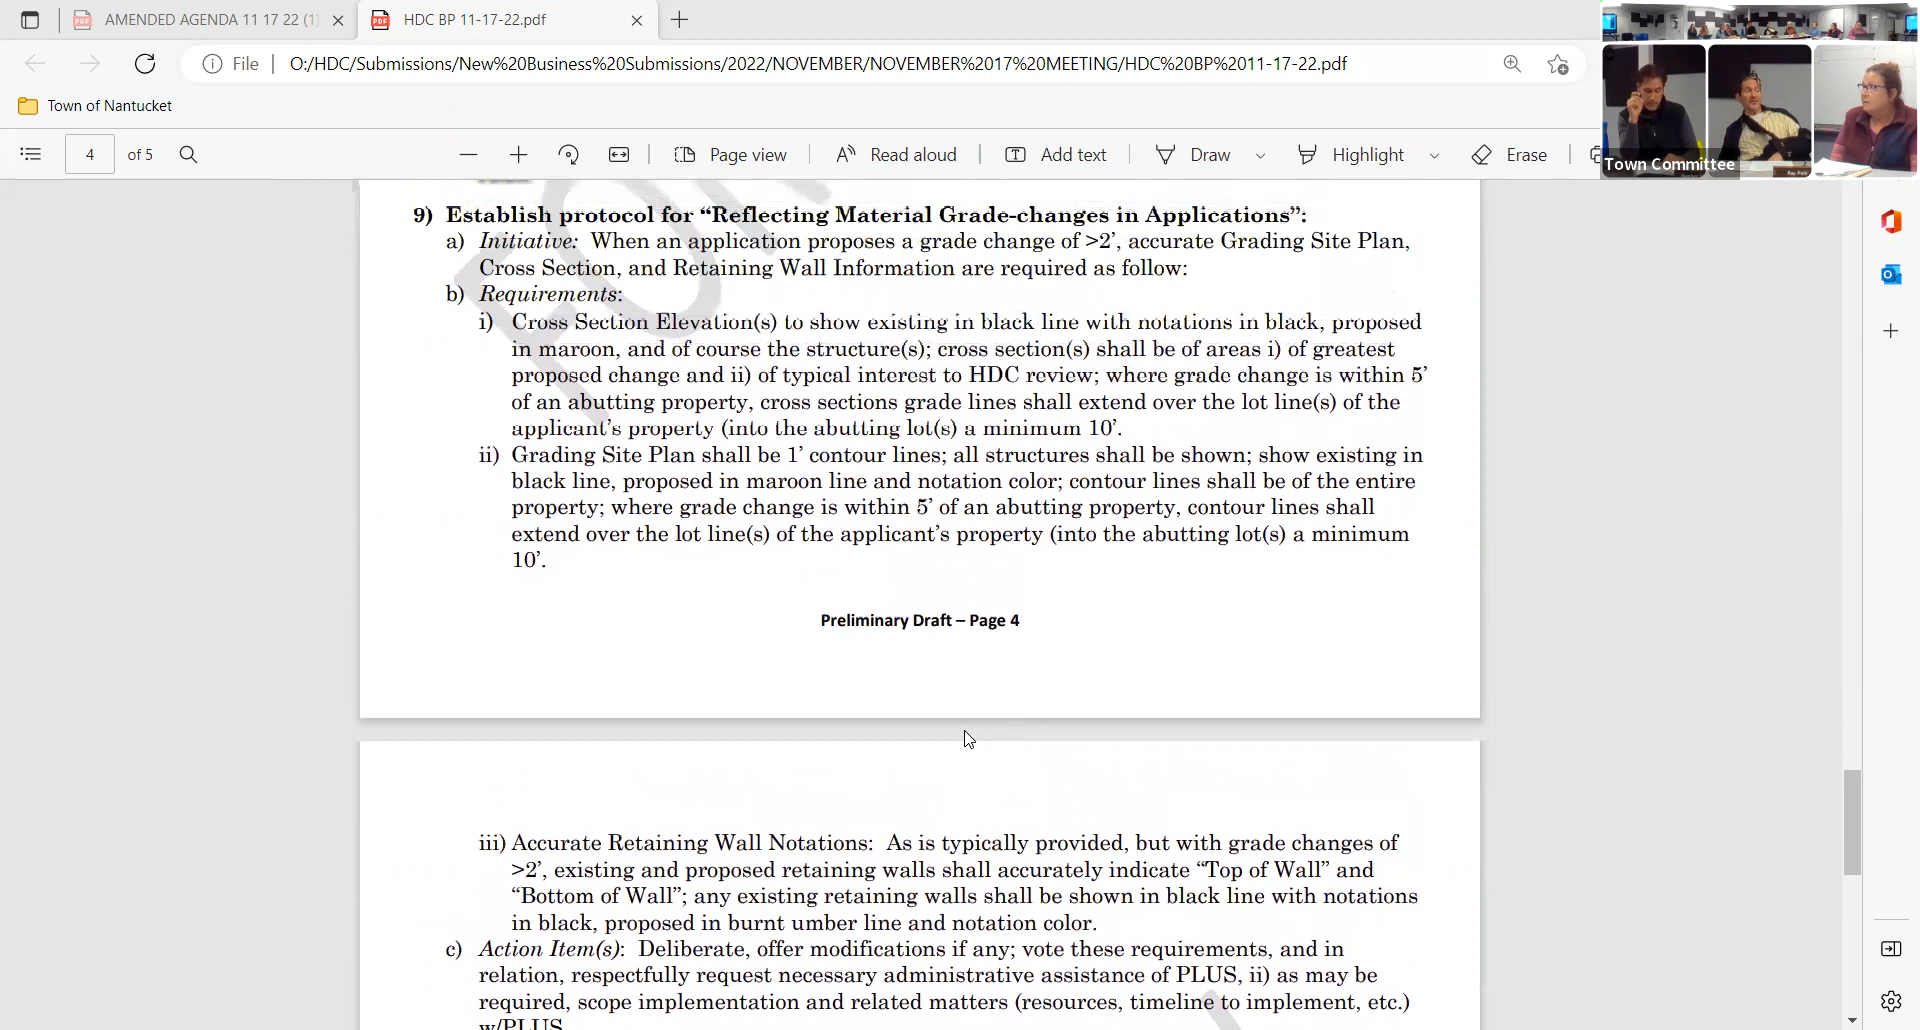 AMENDED AGENDA 11 17 22 (1)
HDC BP 11-17-22.pdf
File
O:/HDC/Submissions/New%20Business%20Submissions/2022/NOVEMBER/NOVEMBER%2017%20MEETING/HDC%20BP%2011-17-22.pdf
Town of Nantucket
4 of 5
Page view
Read aloud
Add text
Draw
Highlight
Erase
Town Committee
9) Establish protocol for “Reflecting Material Grade-changes in Applications”:
a) Initiative: When an application proposes a grade change of >2’, accurate Grading Site Plan,
Cross Section, and Retaining Wall Information are required as follow:
b) Requirements:
i) Cross Section Elevation(s) to show existing in black line with notations in black, proposed
in maroon, and of course the structure(s); cross section(s) shall be of areas i) of greatest
proposed change and ii) of typical interest to HDC review; where grade change is within 5’
of an abutting property, cross sections grade lines shall extend over the lot line(s) of the
applicant’s property (into the abutting lot(s) a minimum 10’.
ii) Grading Site Plan shall be 1’ contour lines; all structures shall be shown; show existing in
black line, proposed in maroon line and notation color; contour lines shall be of the entire
property; where grade change is within 5’ of an abutting property, contour lines shall
extend over the lot line(s) of the applicant’s property (into the abutting lot(s) a minimum
10’.
Preliminary Draft – Page 4
iii) Accurate Retaining Wall Notations: As is typically provided, but with grade changes of
>2’, existing and proposed retaining walls shall accurately indicate “Top of Wall” and
“Bottom of Wall”; any existing retaining walls shall be shown in black line with notations
in black, proposed in burnt umber line and notation color.
c) Action Item(s): Deliberate, offer modifications if any; vote these requirements, and in
relation, respectfully request necessary administrative assistance of PLUS, ii) as may be
required, scope implementation and related matters (resources, timeline to implement, etc.)
w/PLUS